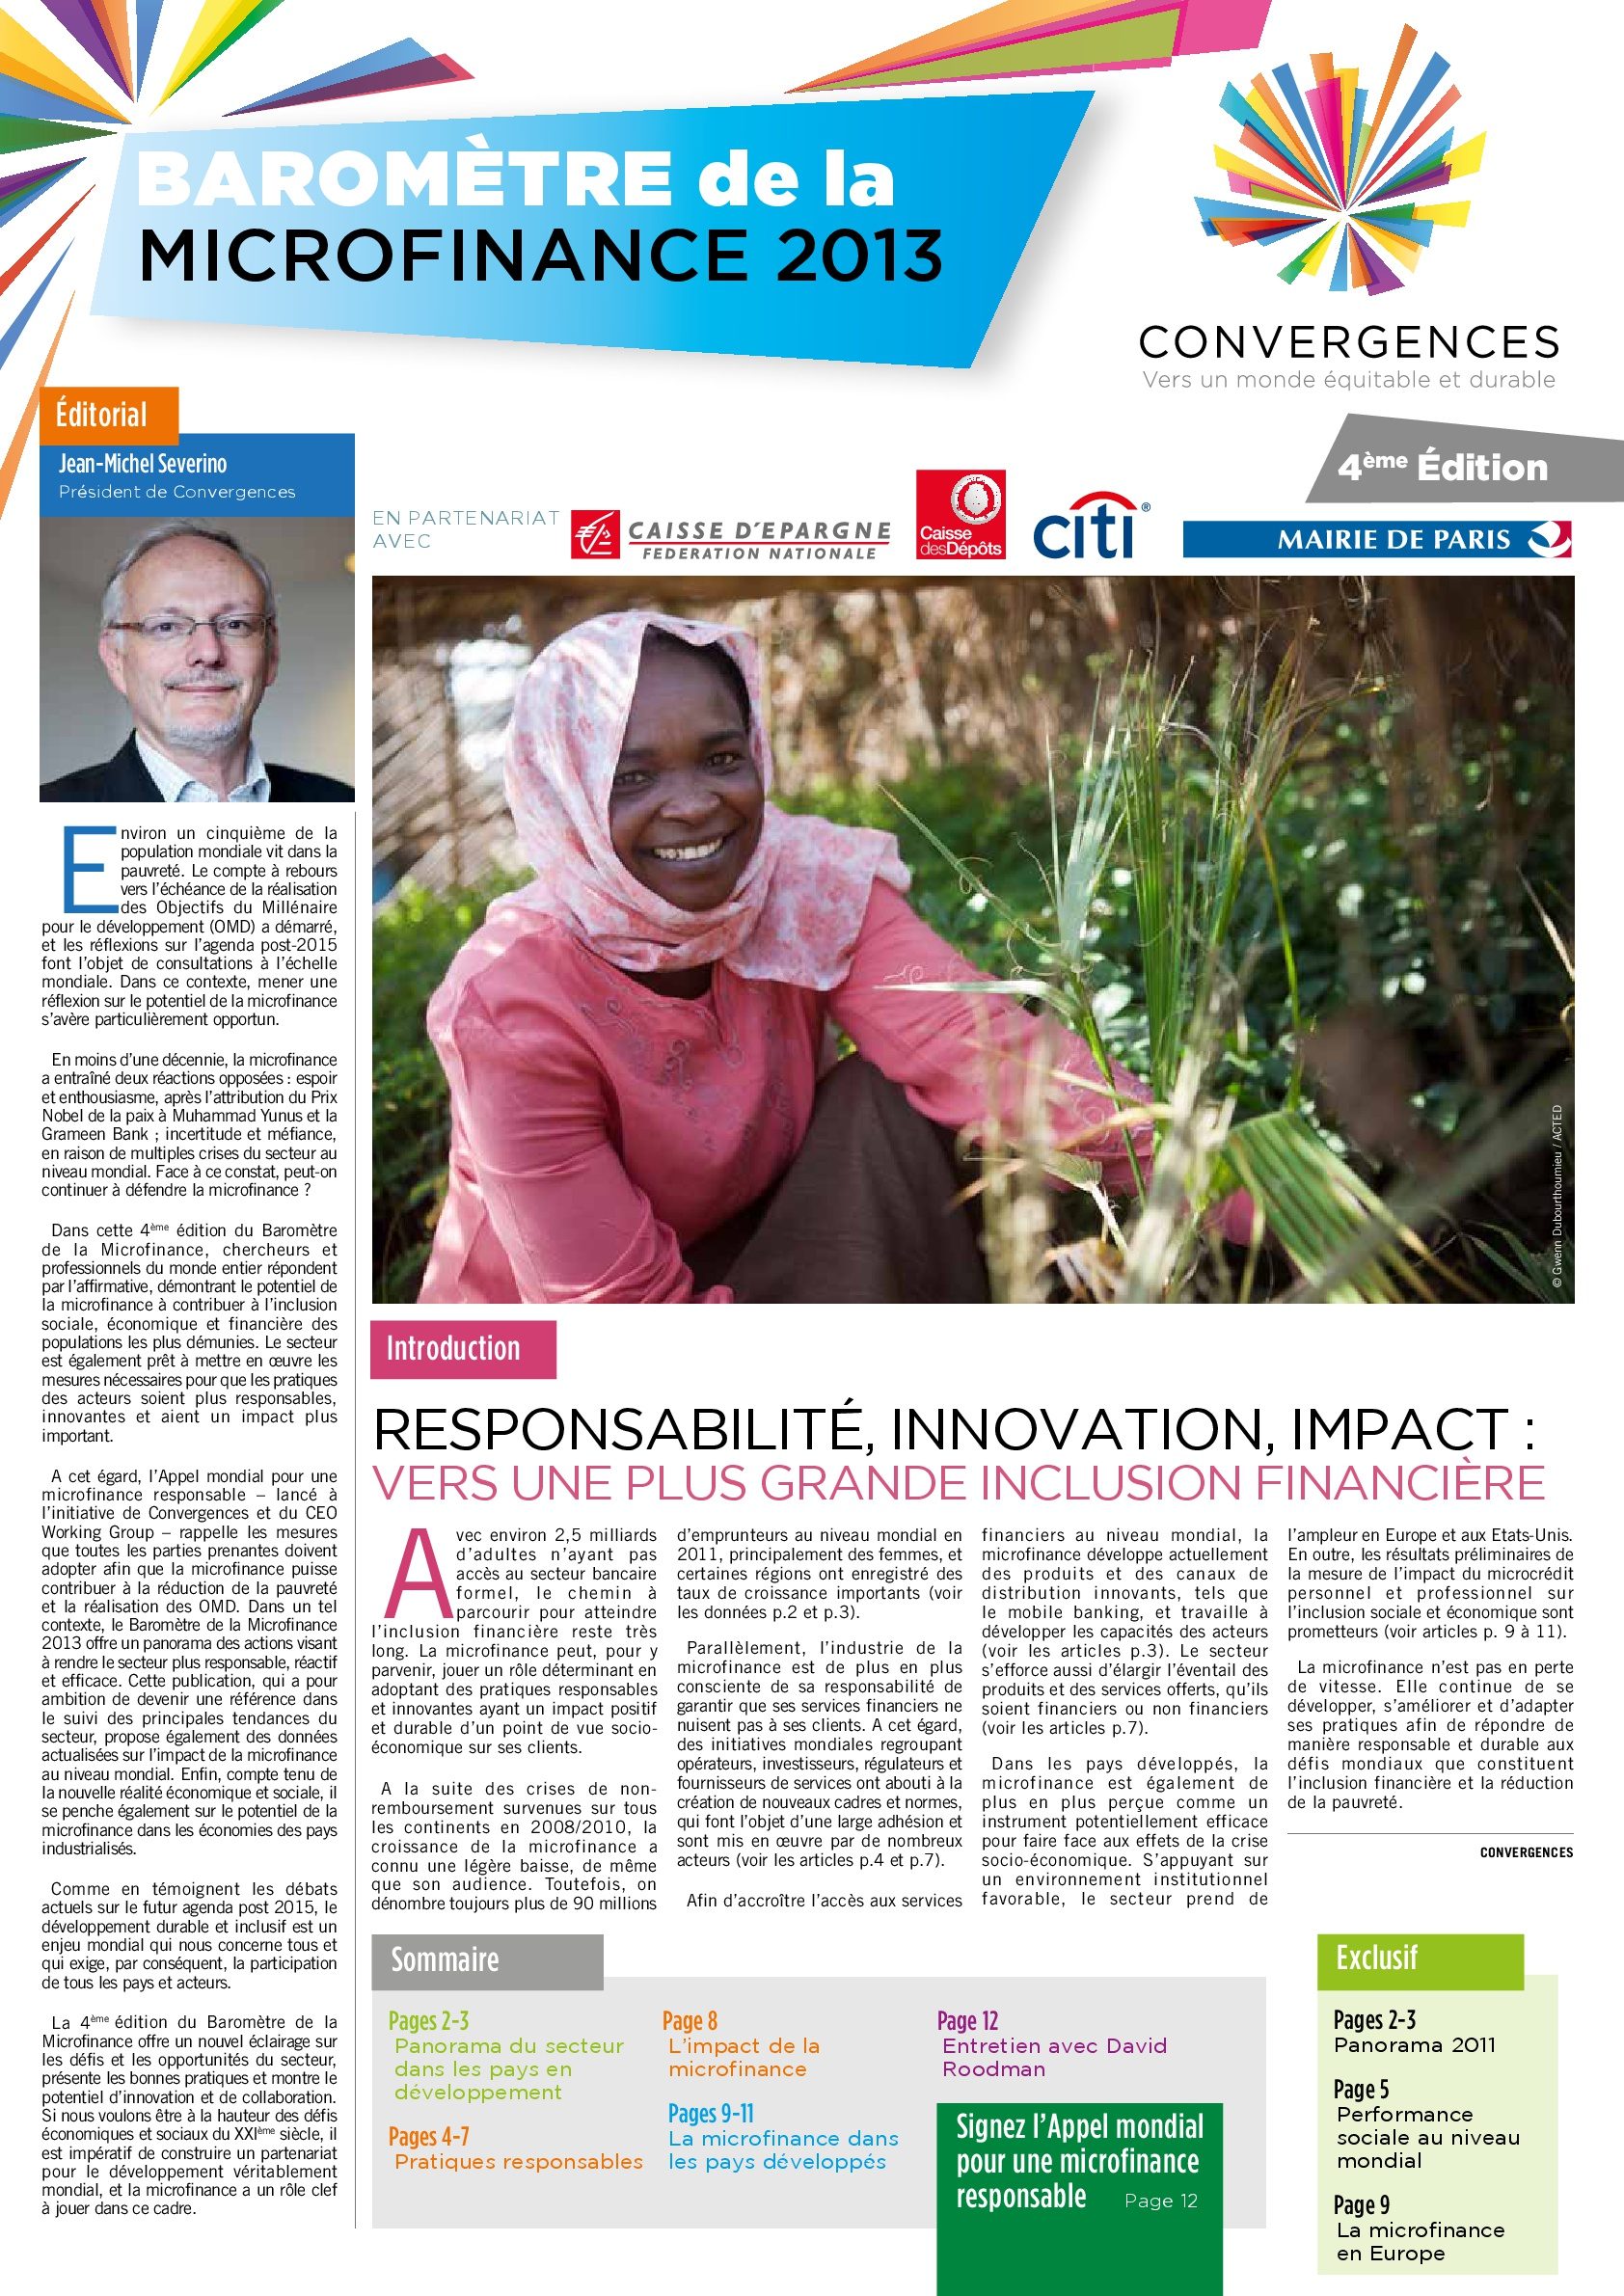 BAROMÈTRE de la
MICROFINANCE 2013
CONVERGENCES
Vers un monde équitable et durable
4ème Édition
Éditorial
Jean-Michel Severino
Président de Convergences
EN PARTENARIAT
AVEC
CAISSE D'EPARGNE
FEDERATION NATIONALE
Caisse
desDépôts
citi®
MAIRIE DE PARIS
Environ un cinquième de la
population mondiale vit dans la
pauvreté. Le compte à rebours
vers l'échéance de la réalisation
des Objectifs du Millénaire
pour le développement (OMD) a démarré,
et les réflexions sur l'agenda post-2015
font l'objet de consultations à l'échelle
mondiale. Dans ce contexte, mener une
réflexion sur le potentiel de la microfinance
s'avère particulièrement opportun.
En moins d'une décennie, la microfinance
a entraîné deux réactions opposées : espoir
et enthousiasme, après l'attribution du Prix
Nobel de la paix à Muhammad Yunus et la
Grameen Bank ; incertitude et méfiance,
en raison de multiples crises du secteur au
niveau mondial. Face à ce constat, peut-on
continuer à défendre la microfinance ?
Dans cette 4ème édition du Baromètre
de la Microfinance, chercheurs et
professionnels du monde entier répondent
par l'affirmative, démontrant le potentiel de
la microfinance à contribuer à l'inclusion
sociale, économique et financière des
populations les plus démunies. Le secteur
est également prêt à mettre en œuvre les
mesures nécessaires pour que les pratiques
des acteurs soient plus responsables,
innovantes et aient un impact plus
important.
A cet égard, l'Appel mondial pour une
microfinance responsable – lancé à
l'initiative de Convergences et du CEO
Working Group – rappelle les mesures
que toutes les parties prenantes doivent
adopter afin que la microfinance puisse
contribuer à la réduction de la pauvreté
et la réalisation des OMD. Dans un tel
contexte, le Baromètre de la Microfinance
2013 offre un panorama des actions visant
à rendre le secteur plus responsable, réactif
et efficace. Cette publication, qui a pour
ambition de devenir une référence dans
le suivi des principales tendances du
secteur, propose également des données
actualisées sur l'impact de la microfinance
au niveau mondial. Enfin, compte tenu de
la nouvelle réalité économique et sociale, il
se penche également sur le potentiel de la
microfinance dans les économies des pays
industrialisés.
Comme en témoignent les débats
actuels sur le futur agenda post 2015, le
développement durable et inclusif est un
enjeu mondial qui nous concerne tous et
qui exige, par conséquent, la participation
de tous les pays et acteurs.
La 4ème édition du Baromètre de la
Microfinance offre un nouvel éclairage sur
les défis et les opportunités du secteur,
présente les bonnes pratiques et montre le
potentiel d'innovation et de collaboration.
Si nous voulons être à la hauteur des défis
économiques et sociaux du XXIème siècle, il
est impératif de construire un partenariat
pour le développement véritablement
mondial, et la microfinance a un rôle clef
à jouer dans ce cadre.
© Gwenn Dubourthoumieu / ACTED
Introduction
RESPONSABILITÉ, INNOVATION, IMPACT :
VERS UNE PLUS GRANDE INCLUSION FINANCIÈRE
Avec environ 2,5 milliards
d'adultes n'ayant pas
accès au secteur bancaire
formel, le chemin à
parcourir pour atteindre
l'inclusion financière reste très
long. La microfinance peut, pour y
parvenir, jouer un rôle déterminant en
adoptant des pratiques responsables
et innovantes ayant un impact positif
et durable d'un point de vue socio-
économique sur ses clients.
A la suite des crises de non-
remboursement survenues sur tous
les continents en 2008/2010, la
croissance de la microfinance a
connu une légère baisse, de même
que son audience. Toutefois, on
dénombre toujours plus de 90 millions
d'emprunteurs au niveau mondial en
2011, principalement des femmes, et
certaines régions ont enregistré des
taux de croissance importants (voir
les données p.2 et p.3).
Parallèlement, l'industrie de la
microfinance est de plus en plus
consciente de sa responsabilité de
garantir que ses services financiers ne
nuisent pas à ses clients. A cet égard,
des initiatives mondiales regroupant
opérateurs, investisseurs, régulateurs et
fournisseurs de services ont abouti à la
création de nouveaux cadres et normes,
qui font l'objet d'une large adhésion et
sont mis en œuvre par de nombreux
acteurs (voir les articles p.4 et p.7).
Afin d'accroître l'accès aux services
financiers au niveau mondial, la
microfinance développe actuellement
des produits et des canaux de
distribution innovants, tels que
le mobile banking, et travaille à
développer les capacités des acteurs
(voir les articles p.3). Le secteur
s'efforce aussi d'élargir l'éventail des
produits et des services offerts, qu'ils
soient financiers ou non financiers
(voir les articles p.7).
Dans les pays développés, la
microfinance est également de
plus en plus perçue comme un
instrument potentiellement efficace
pour faire face aux effets de la crise
socio-économique. S'appuyant sur
un environnement institutionnel
favorable, le secteur prend de
l'ampleur en Europe et aux Etats-Unis.
En outre, les résultats préliminaires de
la mesure de l'impact du microcrédit
personnel et professionnel sur
l'inclusion sociale et économique sont
prometteurs (voir articles p. 9 à 11).
La microfinance n'est pas en perte
de vitesse. Elle continue de se
développer, s'améliorer et d'adapter
ses pratiques afin de répondre de
manière responsable et durable aux
défis mondiaux que constituent
l'inclusion financière et la réduction
de la pauvreté.
CONVERGENCES
Sommaire
Pages 2-3
Panorama du secteur
dans les pays en
développement
Pages 4-7
Pratiques responsables
Page 8
L'impact de la
microfinance
Pages 9-11
La microfinance dans
les pays développés
Page 12
Entretien avec David
Roodman
Signez l'Appel mondial
pour une microfinance
responsable Page 12
Exclusif
Pages 2-3
Panorama 2011
Page 5
Performance
sociale au niveau
mondial
Page 9
La microfinance
en Europe